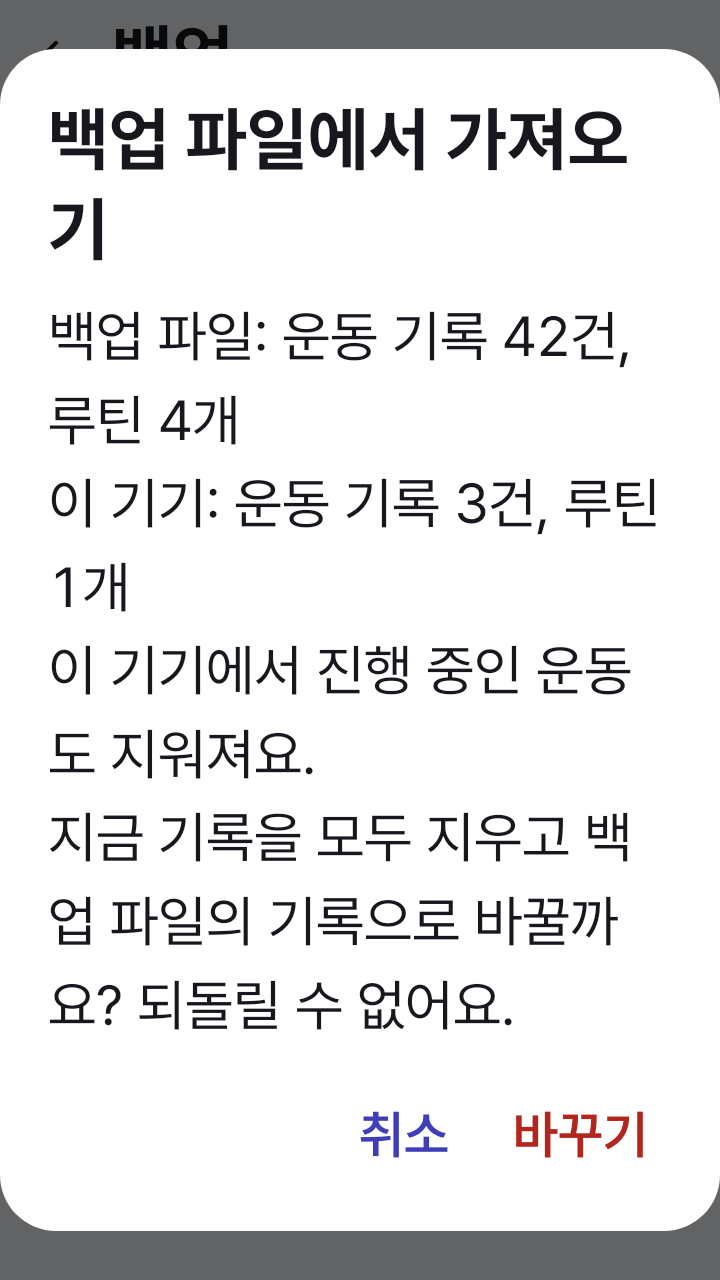 백업
백업 파일에서 가져오
기
백업 파일: 운동 기록 42건,
루틴 4개
이 기기: 운동 기록 3건, 루틴
1개
이 기기에서 진행 중인 운동
도 지워져요.
지금 기록을 모두 지우고 백
업 파일의 기록으로 바꿀까
요? 되돌릴 수 없어요.
취소 바꾸기